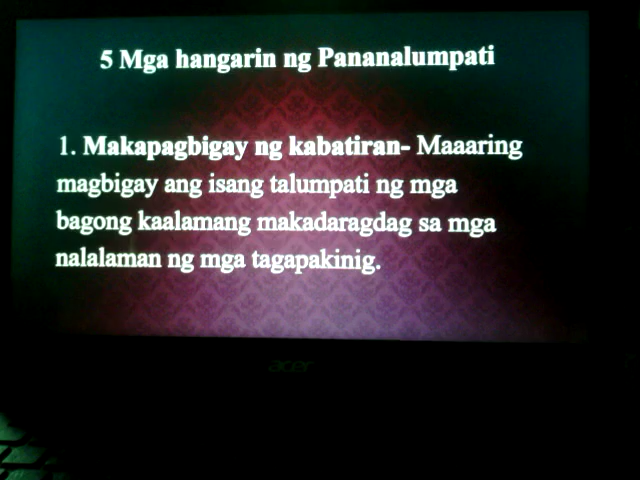 5 Mga hangarin ng Pananalumpati
1. Makapagbigay ng kabatiran- Maaaring
magbigay ang isang talumpati ng mga
bagong kaalamang makadaragdag sa mga
nalalaman ng mga tagapakinig.
acer